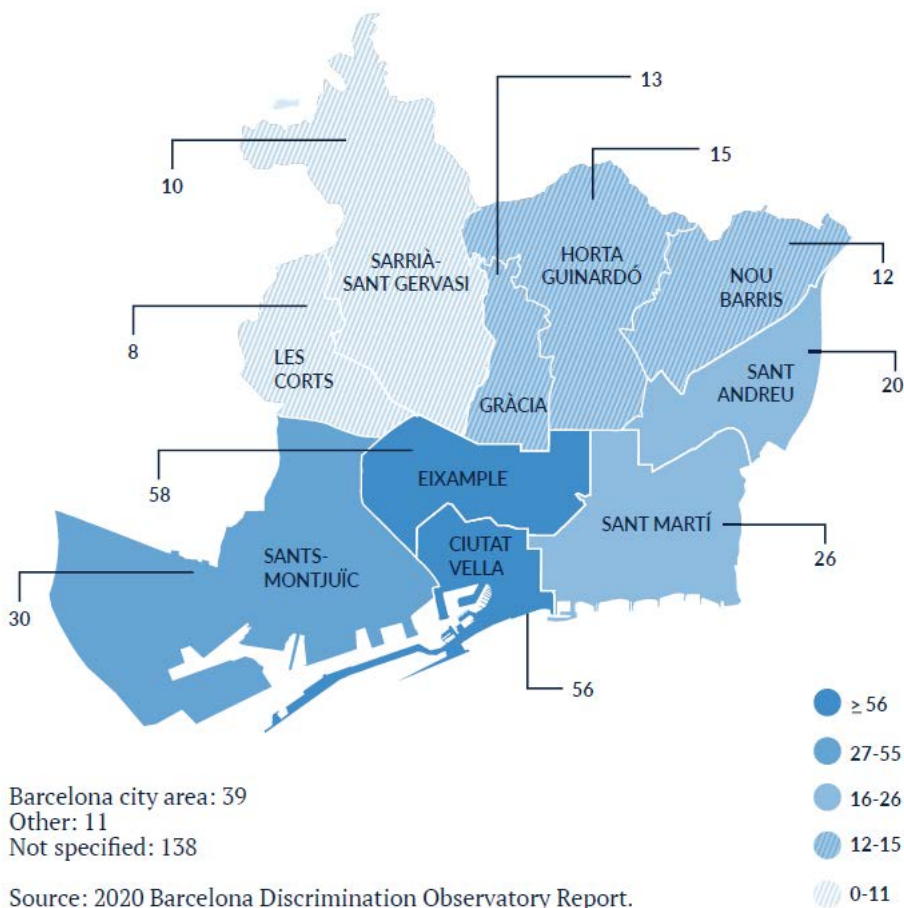 13
15
10
SARRIÀ-
SANT GERVASI
HORTA
GUINARDÓ
NOU
BARRIS
12
8
LES
CORTS
GRÀCIA
SANT
ANDREU
20
58
EIXAMPLE
SANT MARTÍ
26
CIUTAT
VELLA
SANTS-
MONTJUÏC
30
56
≥ 56
27-55
16-26
12-15
0-11
Barcelona city area: 39
Other: 11
Not specified: 138
Source: 2020 Barcelona Discrimination Observatory Report.